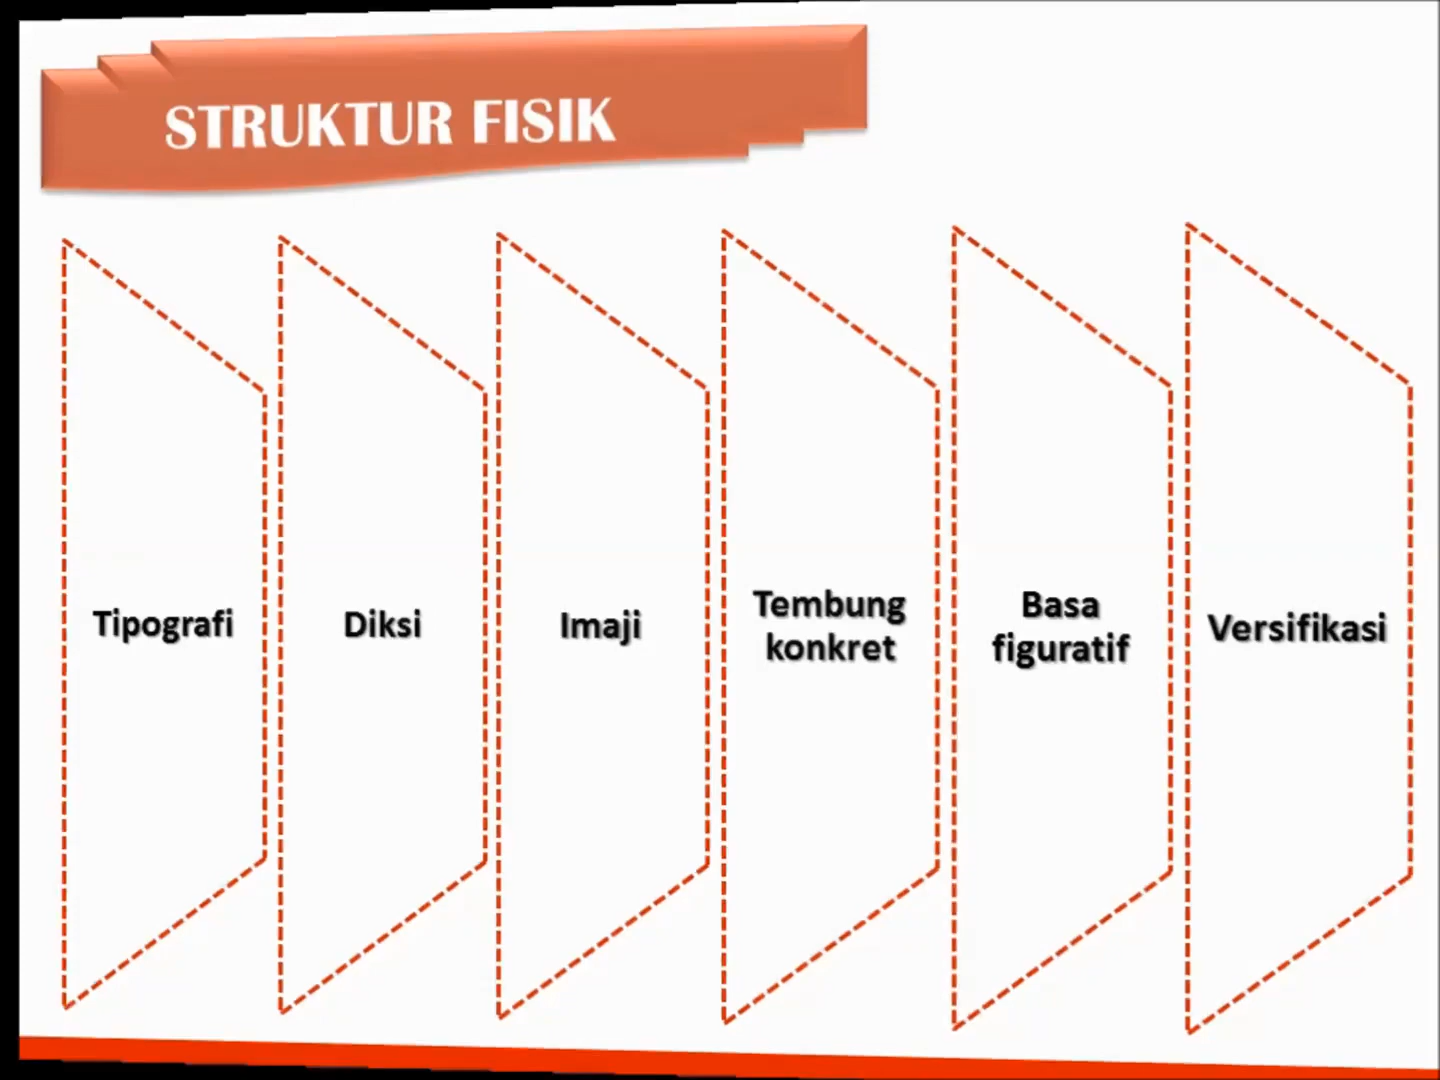 STRUKTUR FISIK
Tipografi
Diksi
Imaji
Tembung
konkret
Basa
figuratif
Versifikasi